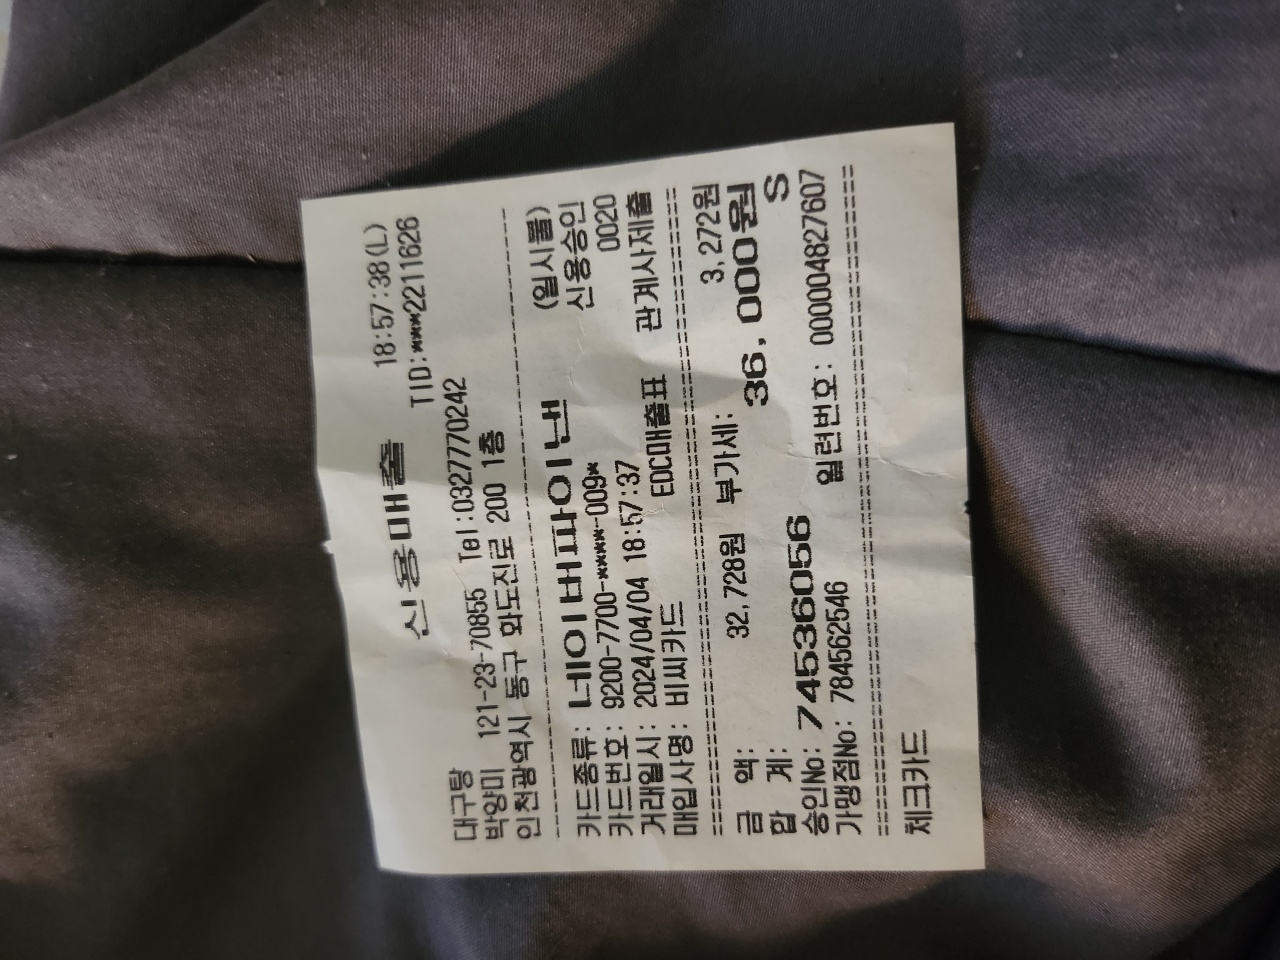 신용매출 18:57:38(L)
TID:***22111626
대구탕
박양미 121-23-70855 Tel:0327770242
인천광역시 동구 화도진로 200 1층
카드종류: 네이버파이낸 (일시불)
카드번호: 9200-7700-****-009* 신용승인
거래일시: 2024/04/04 18:57:37 0020
매입사명: 비씨카드 EDC매출표 관계사제출
금 액: 32,728원 부가세: 3,272원
합 계: 36,000원
승인No: 74536056 S
가맹점No: 784562546 일련번호: 000004827607
체크카드